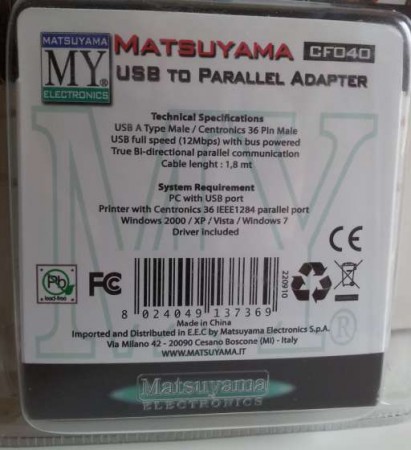 MATSUYAMA
MY®
ELECTRONICS
MATSUYAMA CF040
USB TO PARALLEL ADAPTER
Technical Specifications
USB A Type Male / Centronics 36 Pin Male
USB full speed (12Mbps) with bus powered
True Bi-directional parallel communication
Cable lenght : 1,8 mt
System Requirement
PC with USB port
Printer with Centronics 36 IEEE1284 parallel port
Windows 2000 / XP / Vista / Windows 7
Driver included
CE
Pb
lead-free
FC
220910
8 024049 137369
Made in China
Imported and Distributed in E.E.C by Matsuyama Electronics S.p.A.
Via Milano 42 - 20090 Cesano Boscone (MI) - Italy
WWW.MATSUYAMA.IT
MY®
Matsuyama
ELECTRONICS